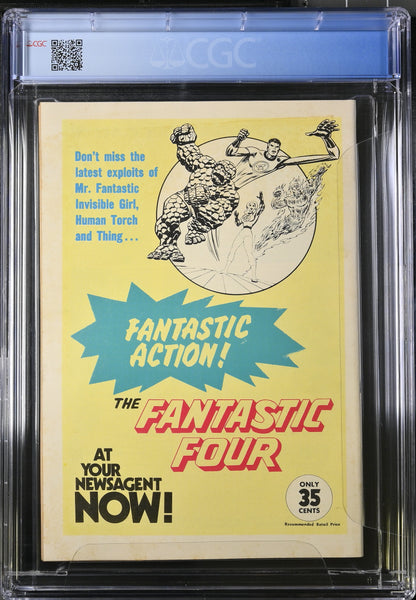 CGC
CGC
Don't miss the
latest exploits of
Mr. Fantastic
Invisible Girl,
Human Torch
and Thing...
FANTASTIC
ACTION!
THE FANTASTIC
FOUR
AT
YOUR
NEWSAGENT
NOW!
ONLY
35
CENTS
Recommended Retail Price